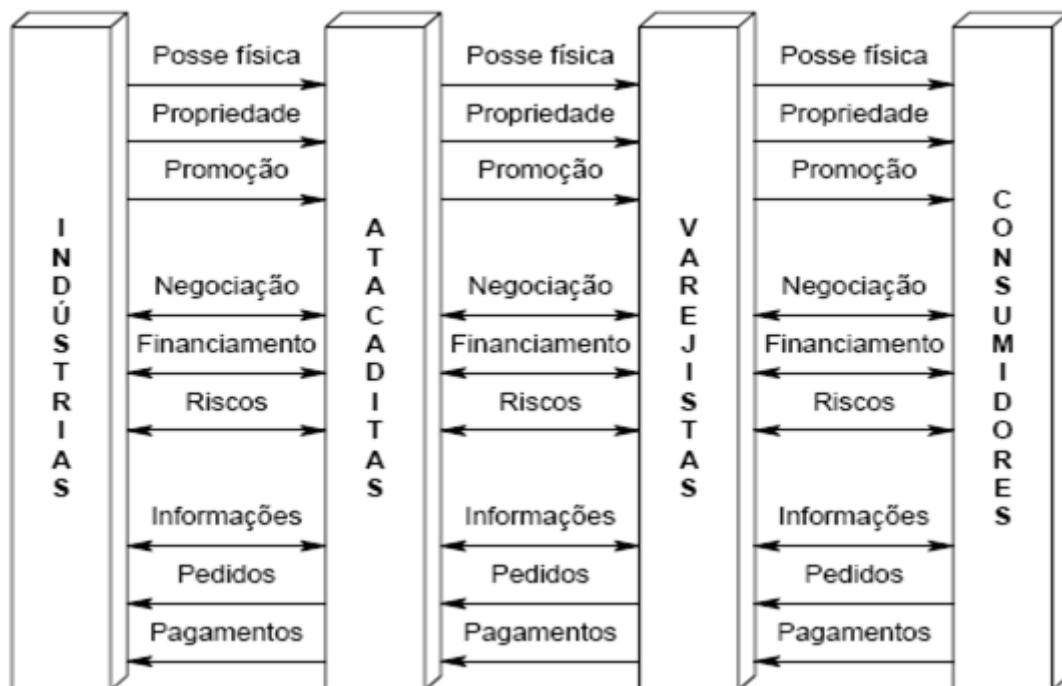 Posse física Posse física Posse física
Propriedade Propriedade Propriedade
Promoção Promoção Promoção
Negociação Negociação Negociação
Financiamento Financiamento Financiamento
Riscos Riscos Riscos
Informações Informações Informações
Pedidos Pedidos Pedidos
Pagamentos Pagamentos Pagamentos
INDÚSTRIAS
ATACADITAS
VAREJISTAS
CONSUMIDORES